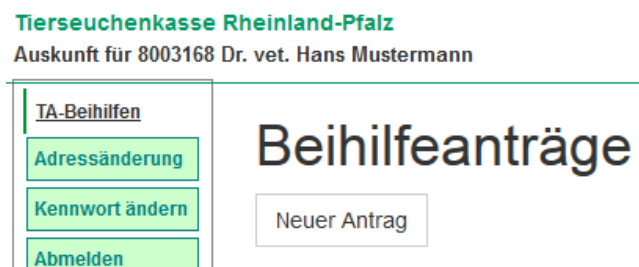 Tierseuchenkasse Rheinland-Pfalz
Auskunft für 8003168 Dr. vet. Hans Mustermann
TA-Beihilfen
Adressänderung
Kennwort ändern
Abmelden
Beihilfeanträge
Neuer Antrag